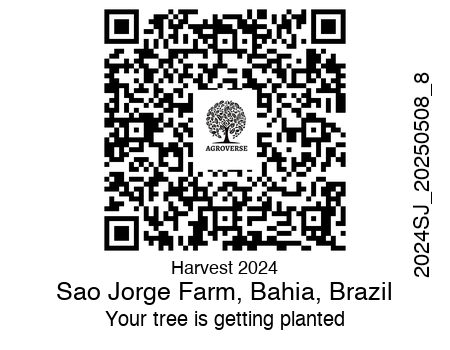 AGROVERSE
2024SJ_20250508_8
Harvest 2024
Sao Jorge Farm, Bahia, Brazil
Your tree is getting planted